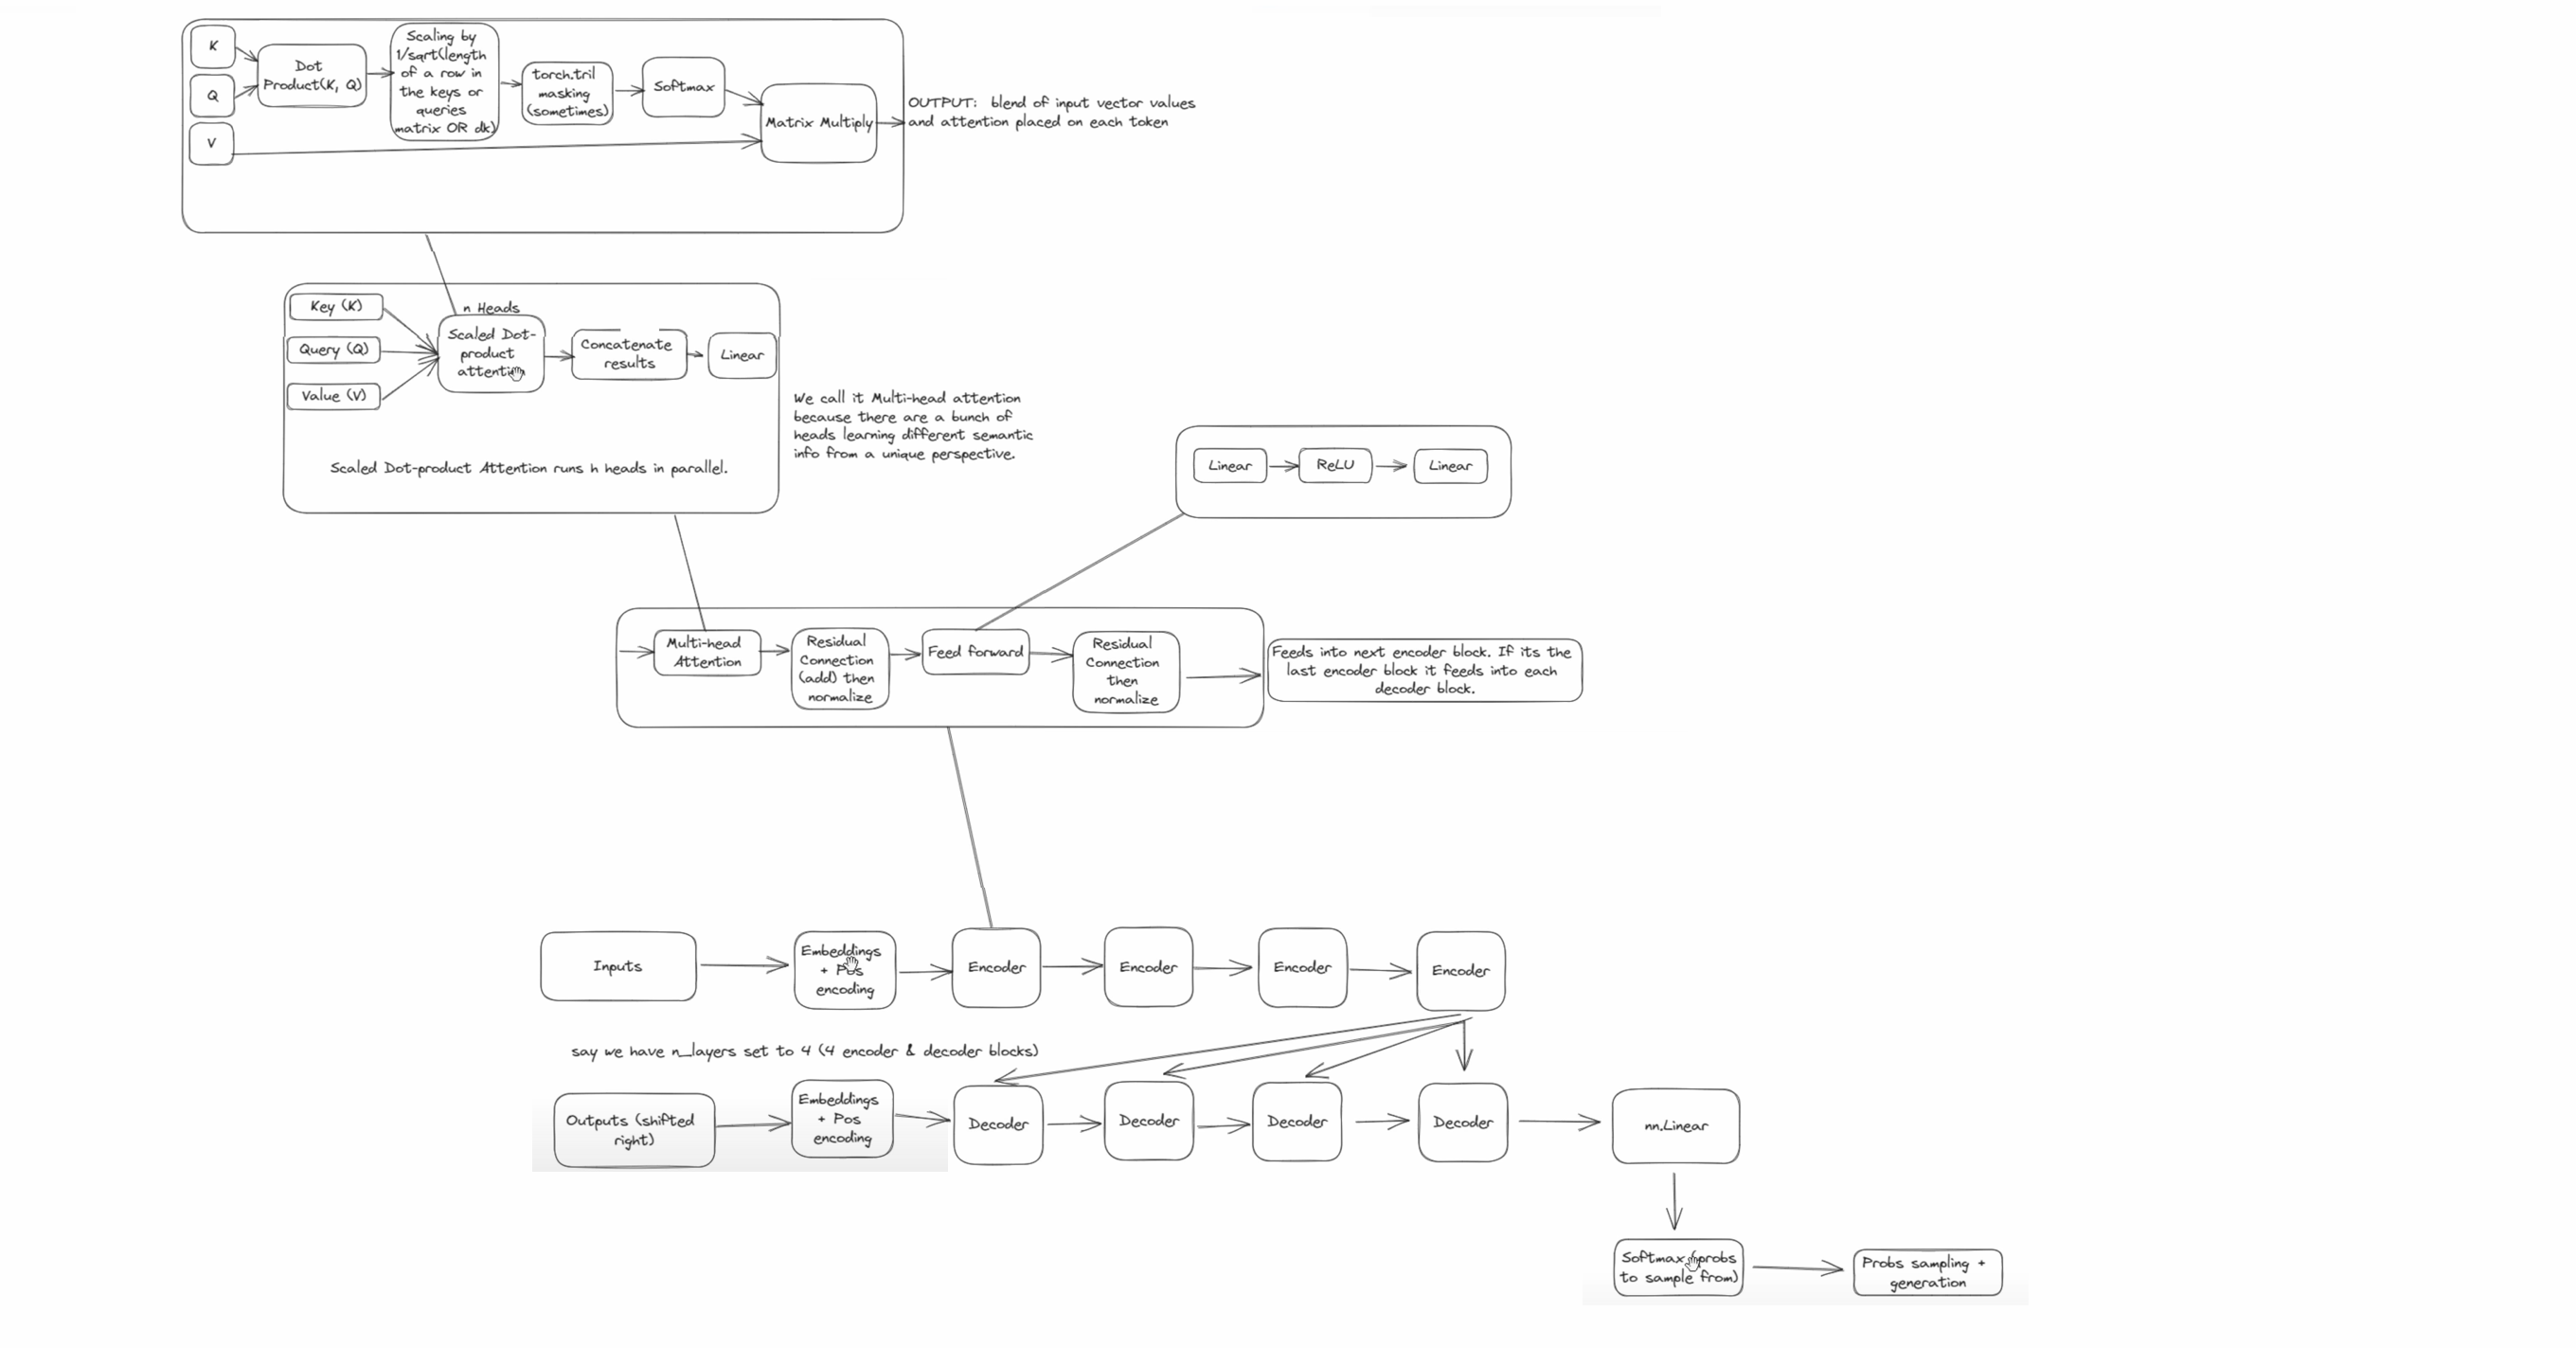 K
Q
V
Dot
Product(K, Q)
Scaling by
1/sqrt(length
of a row in
the keys or
queries
matrix OR dk)
torch.tril
masking
(sometimes)
Softmax
Matrix Multiply
OUTPUT: blend of input vector values
and attention placed on each token
Key (K)
Query (Q)
Value (V)
n Heads
Scaled Dot-
product
attention
Concatenate
results
Linear
Scaled Dot-product Attention runs h heads in parallel.
We call it Multi-head attention
because there are a bunch of
heads learning different semantic
info from a unique perspective.
Linear
ReLU
Linear
Multi-head
Attention
Residual
Connection
(add) then
normalize
Feed forward
Residual
Connection
then
normalize
Feeds into next encoder block. If its the
last encoder block it feeds into each
decoder block.
Inputs
Embeddings
+ Pos
encoding
Encoder
Encoder
Encoder
Encoder
say we have n_layers set to 4 (4 encoder & decoder blocks)
Outputs (shifted
right)
Embeddings
+ Pos
encoding
Decoder
Decoder
Decoder
Decoder
nn.Linear
Softmax (probs
to sample from)
Probs sampling +
generation